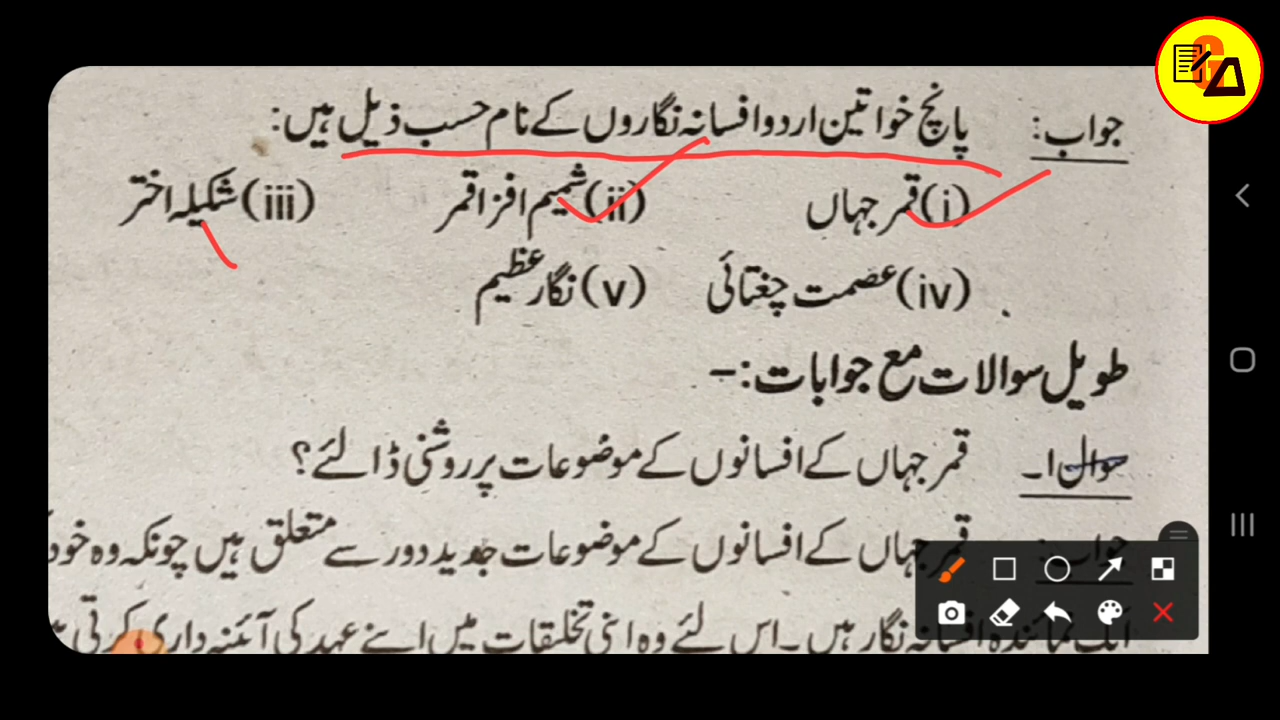 جواب: پانچ خواتین اردو افسانہ نگاروں کے نام حسب ذیل ہیں:
(i) قمر جہاں (ii) شمیم افزا قمر (iii) شکیلہ اختر
(iv) عصمت چغتائی (v) نگار عظیم
طویل سوالات مع جوابات:-
سوال ۱۔ قمر جہاں کے افسانوں کے موضوعات پر روشنی ڈالئے؟
جواب: قمر جہاں کے افسانوں کے موضوعات جدید دور سے متعلق ہیں چونکہ وہ خود
ایک نمائندہ افسانہ نگار ہیں۔ اس لئے وہ اپنی تخلیقات میں اپنے عہد کی آئینہ داری کرتی